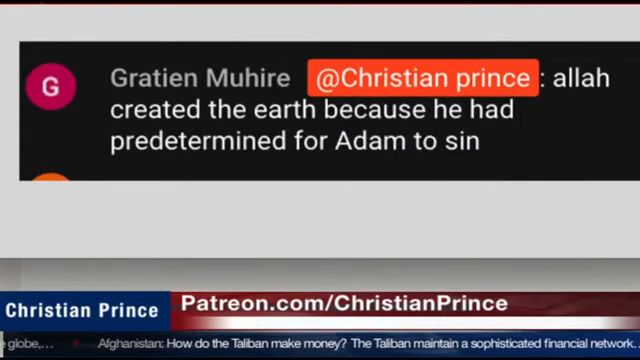 G
Gratien Muhire @Christian prince : allah
created the earth because he had
predetermined for Adam to sin
Christian Prince
Patreon.com/ChristianPrince
e globe,... Afghanistan: How do the Taliban make money? The Taliban maintain a sophisticated financial network.